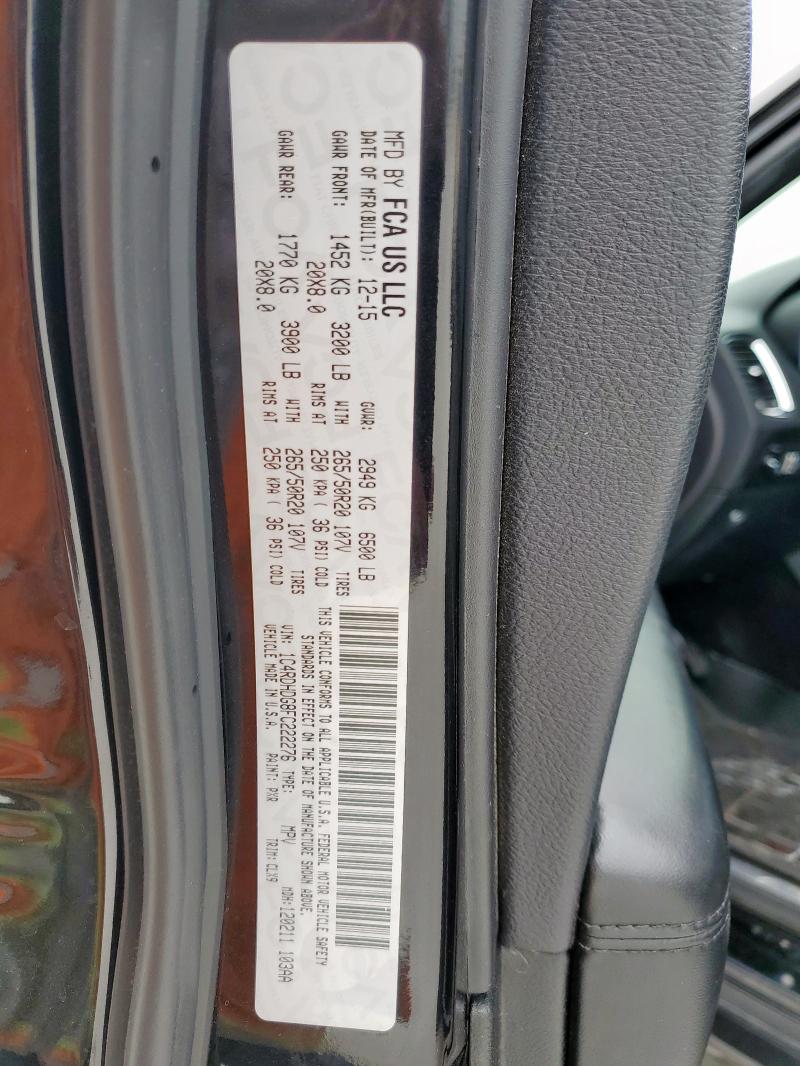 MFD BY FCA US LLC
DATE OF MFR(BUILT): 12-15 GVWR: 2949 KG 6500 LB
GAWR FRONT: 1452 KG 3200 LB WITH 265/50R20 107V TIRES
20X8.0 RIMS AT 250 KPA ( 36 PSI) COLD
GAWR REAR: 1770 KG 3900 LB WITH 265/50R20 107V TIRES
20X8.0 RIMS AT 250 KPA ( 36 PSI) COLD
THIS VEHICLE CONFORMS TO ALL APPLICABLE U.S.A. FEDERAL MOTOR VEHICLE SAFETY
STANDARDS IN EFFECT ON THE DATE OF MANUFACTURE SHOWN ABOVE.
VIN: 1C4RDHDG8FC222276 TYPE: MPV MDH:120211 103AA
VEHICLE MADE IN U.S.A. PAINT: PXR TRIM: CLX9